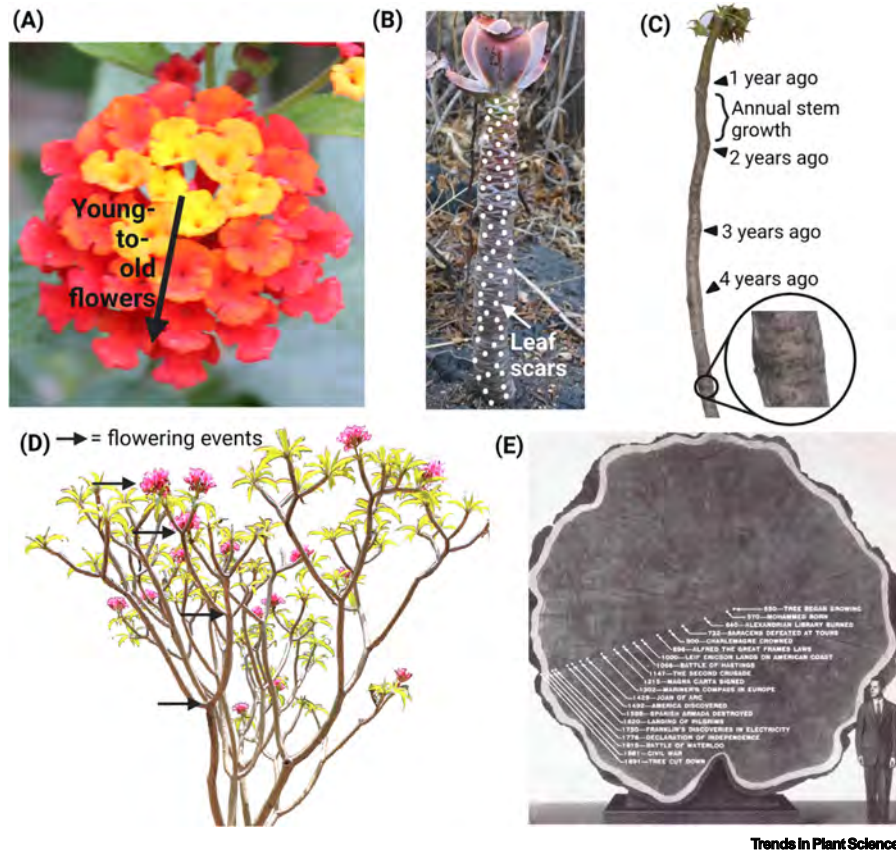 (A)
Young-
to-
old
flowers
(B)
Leaf
scars
(C)
1 year ago
Annual stem
growth
2 years ago
3 years ago
4 years ago
(D)
= flowering events
(E)
550—TREE BEGAN GROWING
570—MOHAMMED BORN
640—ALEXANDRIAN LIBRARY BURNED
732—SARACENS DEFEATED AT TOURS
800—CHARLEMAGNE CROWNED
896—ALFRED THE GREAT FRAMES LAWS
1000—LEIF ERICSON LANDS ON AMERICAN COAST
1066—BATTLE OF HASTINGS
1147—THE SECOND CRUSADE
1215—MAGNA CARTA SIGNED
1302—MARINER'S COMPASS IN EUROPE
1429—JOAN OF ARC
1492—AMERICA DISCOVERED
1588—SPANISH ARMADA DESTROYED
1620—LANDING OF PILGRIMS
1750—FRANKLIN'S DISCOVERIES IN ELECTRICITY
1776—DECLARATION OF INDEPENDENCE
1815—BATTLE OF WATERLOO
1861—CIVIL WAR
1891—TREE CUT DOWN
Trends in Plant Science